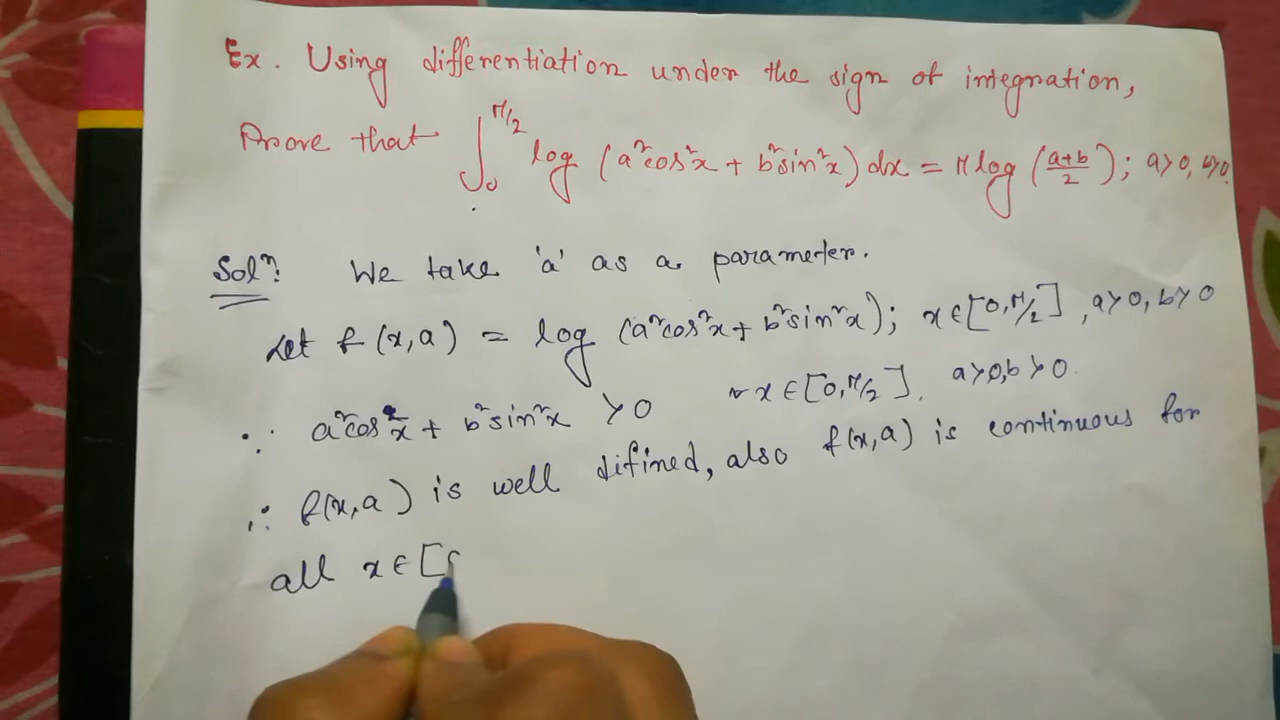 Ex. Using differentiation under the sign of integration,
Prove that ∫₀^π/2 log (a²cos²x + b²sin²x) dx = π log ((a+b)/2); a>0, b>0.
Solⁿ: We take 'a' as a parameter.
Let f(x,a) = log (a²cos²x + b²sin²x); x∈[0,π/2], a>0, b>0
∵ a²cos²x + b²sin²x >0 ∀ x∈[0,π/2], a>0,b>0.
∴ f(x,a) is well difined, also f(x,a) is continuous for
all x∈[0